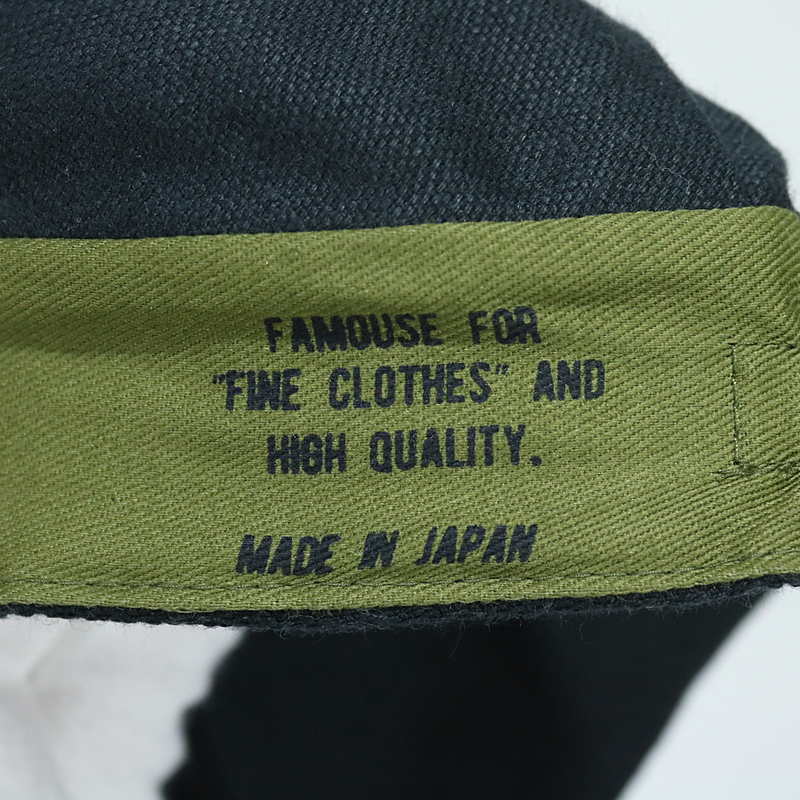 FAMOUSE FOR
"FINE CLOTHES" AND
HIGH QUALITY.
MADE IN JAPAN